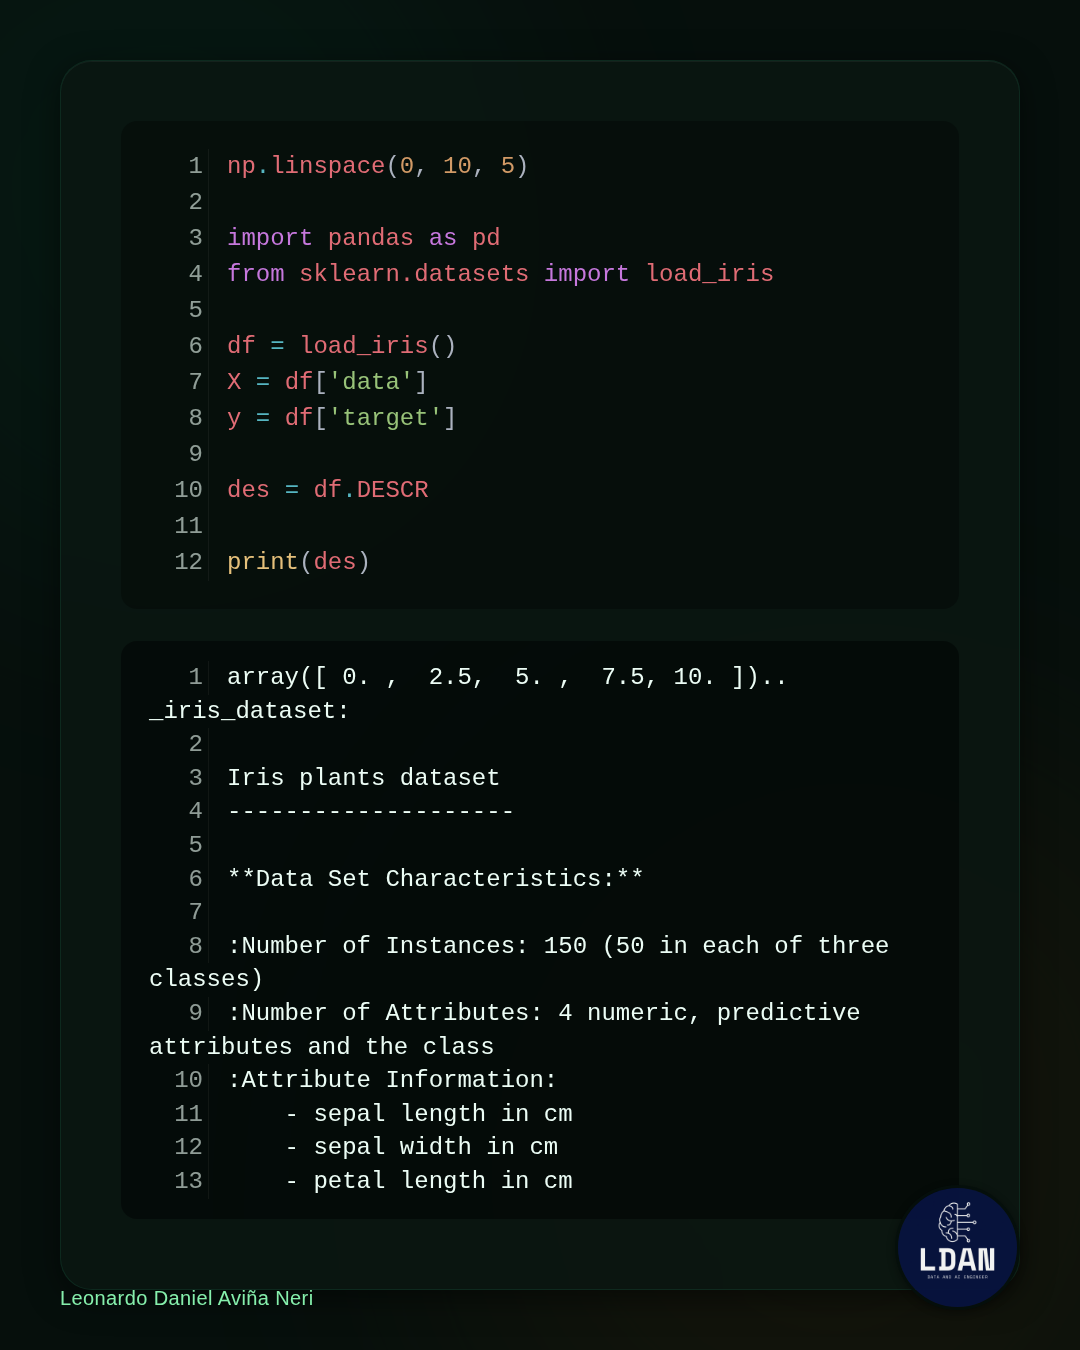 1 np.linspace(0, 10, 5)
2
3 import pandas as pd
4 from sklearn.datasets import load_iris
5
6 df = load_iris()
7 X = df['data']
8 y = df['target']
9
10 des = df.DESCR
11
12 print(des)
1 array([ 0. ,  2.5,  5. ,  7.5, 10. ])..
_iris_dataset:
2
3 Iris plants dataset
4 --------------------
5
6 **Data Set Characteristics:**
7
8 :Number of Instances: 150 (50 in each of three
classes)
9 :Number of Attributes: 4 numeric, predictive
attributes and the class
10 :Attribute Information:
11     - sepal length in cm
12     - sepal width in cm
13     - petal length in cm
LDAN
DATA AND AI ENGINEER
Leonardo Daniel Aviña Neri